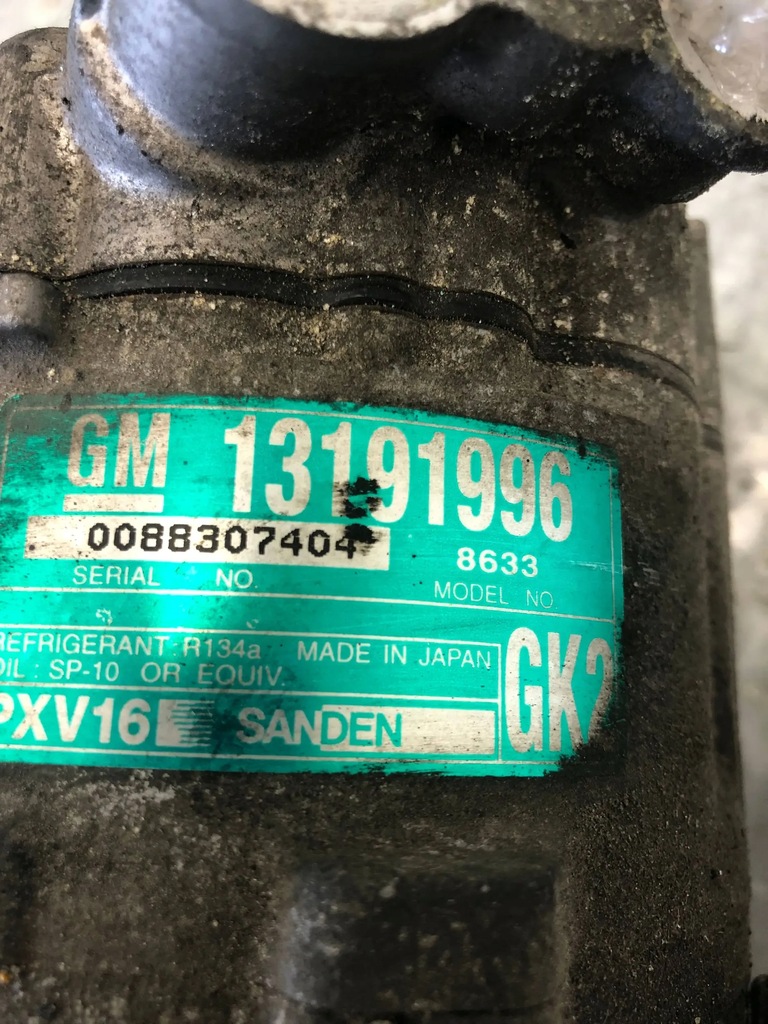 GM 13191996
0088307404
8633
SERIAL NO.
MODEL NO
REFRIGERANT: R134a MADE IN JAPAN
OIL: SP-10 OR EQUIV.
GK2
PXV16
SANDEN